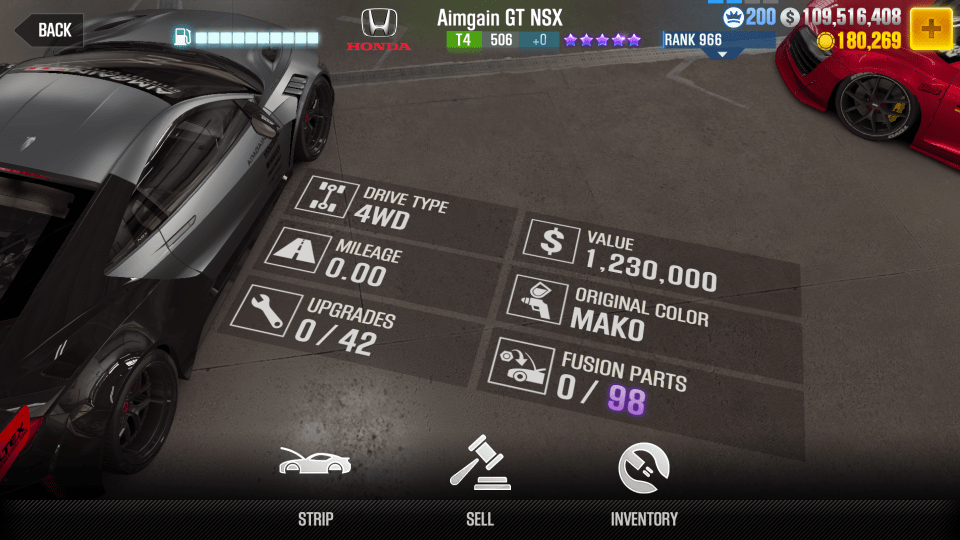 BACK
HONDA
Aimgain GT NSX
T4 506 +0
RANK 966
200 $ 109,516,408
180,269
+
DRIVE TYPE
4WD
MILEAGE
0.00
UPGRADES
0 / 42
$ VALUE
1,230,000
ORIGINAL COLOR
MAKO
FUSION PARTS
0 / 98
STRIP
SELL
INVENTORY